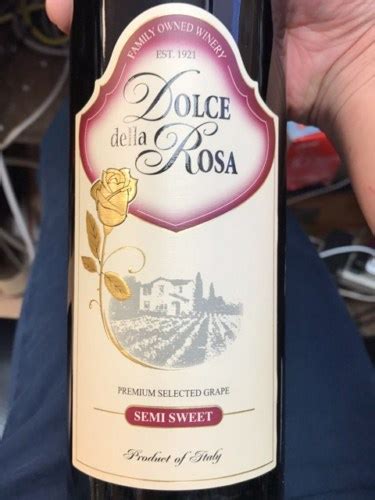 FAMILY OWNED WINERY
EST. 1921
DOLCE
della
ROSA
PREMIUM SELECTED GRAPE
SEMI SWEET
Product of Italy